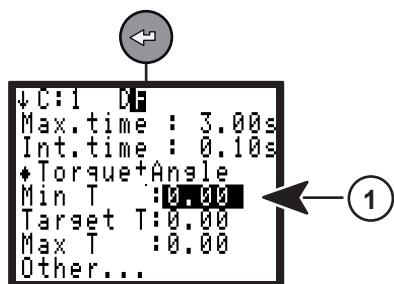 ↓C:1 DF
Max.time : 3.00s
Int.time : 0.10s
♦Torque+Angle
Min T :0.00
Target T:0.00
Max T :0.00
Other...
1